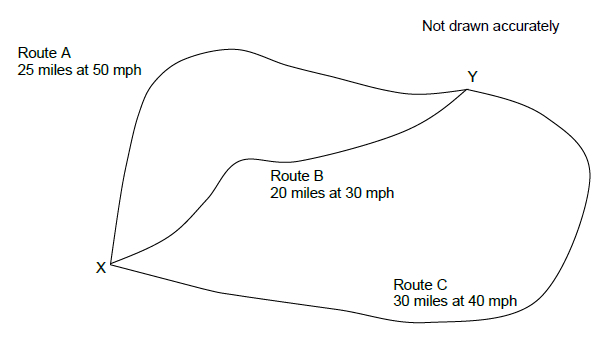 Not drawn accurately
Route A
25 miles at 50 mph
Y
Route B
20 miles at 30 mph
X
Route C
30 miles at 40 mph